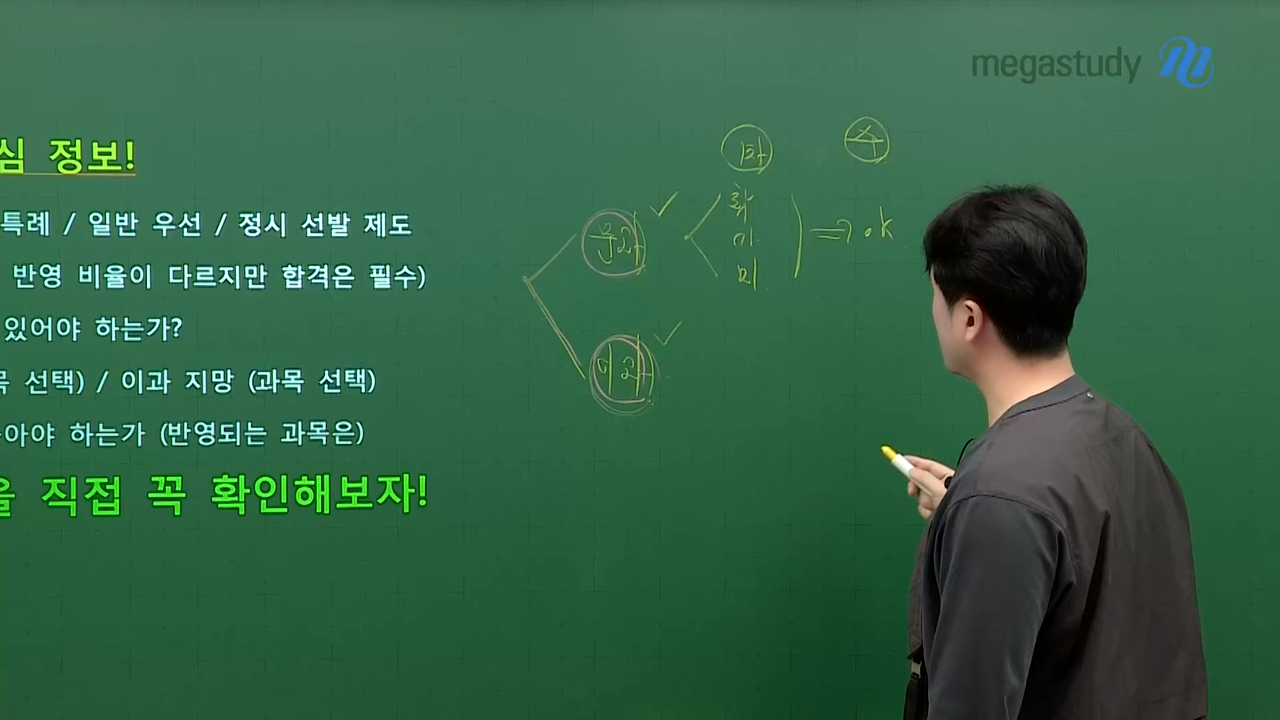 megastudy
심 정보!
특례 / 일반 우선 / 정시 선발 제도
반영 비율이 다르지만 합격은 필수)
있어야 하는가?
선택) / 이과 지망 (과목 선택)
아야 하는가 (반영되는 과목은)
을 직접 꼭 확인해보자!
수
확
문과
미
기
⇒ ok
이과